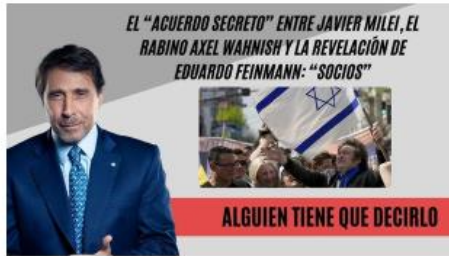 EL “ACUERDO SECRETO” ENTRE JAVIER MILEI, EL
RABINO AXEL WAHNISH Y LA REVELACIÓN DE
EDUARDO FEINMANN: “SOCIOS”
ALGUIEN TIENE QUE DECIRLO